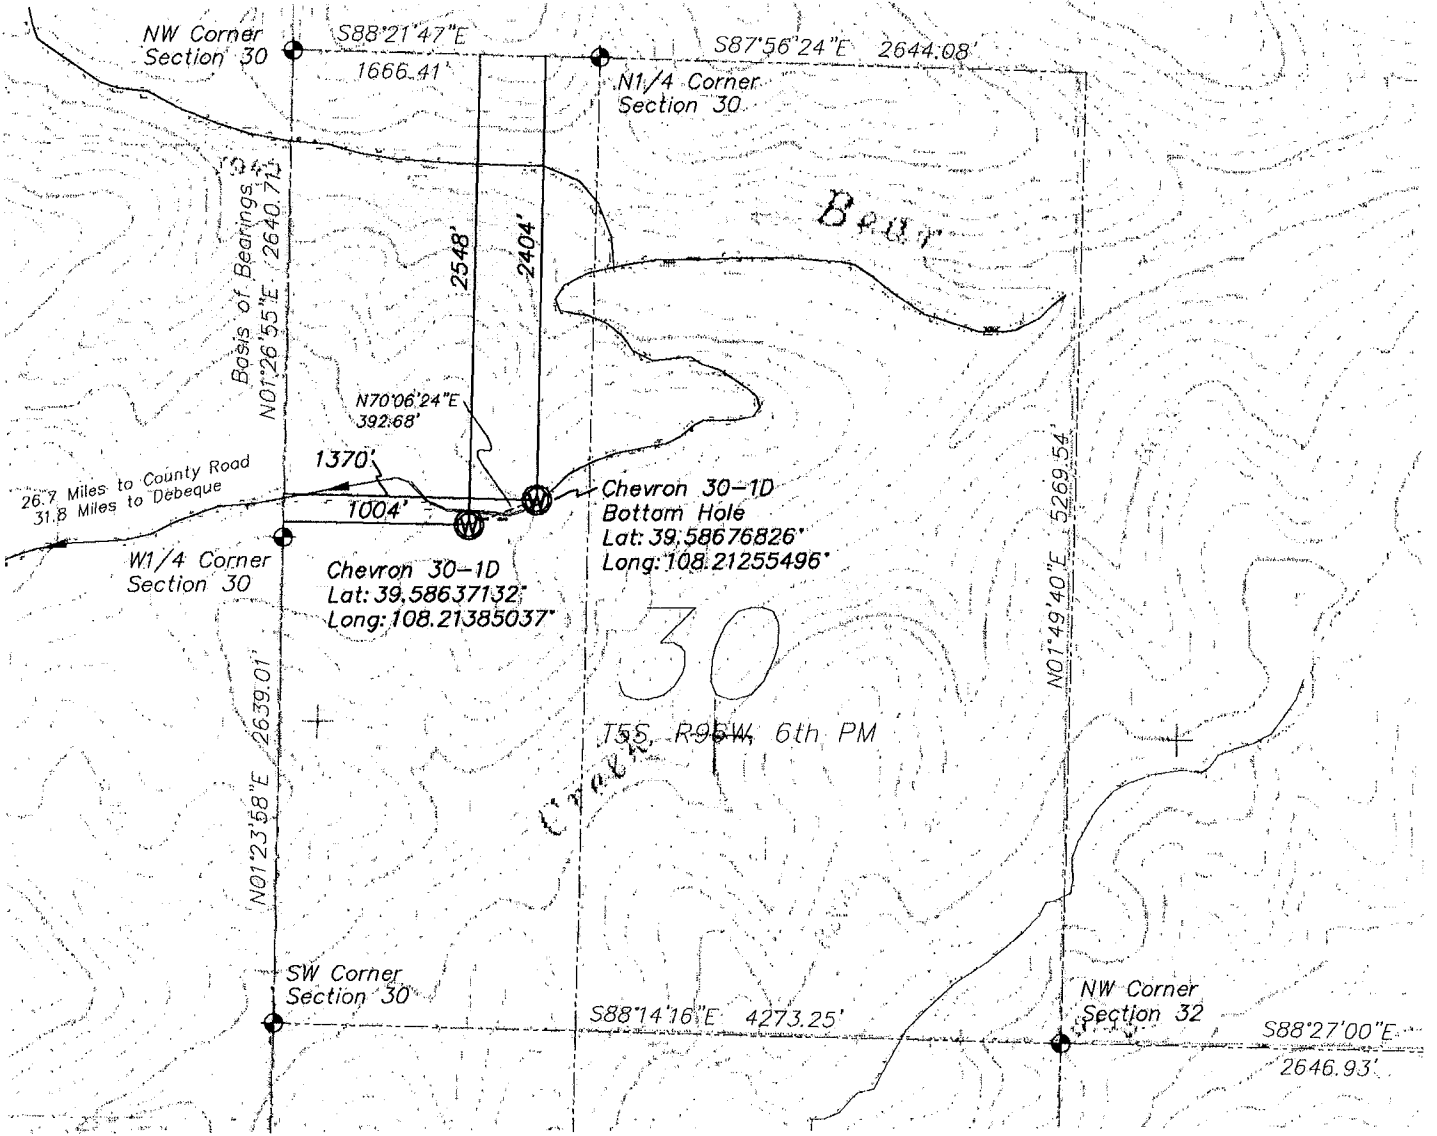 NW Corner
Section 30
S88°21'47"E
1666.41'
S87°56'24"E 2644.08'
N1/4 Corner
Section 30
Basis of Bearings
N01°26'55"E 2640.71'
2548'
2404'
Bear
N70°06'24"E
392.68'
1370'
1004'
26.7 Miles to County Road
31.8 Miles to Debeque
W1/4 Corner
Section 30
Chevron 30-1D
Bottom Hole
Lat: 39.58676826°
Long: 108.21255496°
Chevron 30-1D
Lat: 39.58637132°
Long: 108.21385037°
N01°49'40"E 5269.54'
30
T5S, R96W, 6th PM
Creek
N01°23'58"E 2639.01'
SW Corner
Section 30
S88°14'16"E 4273.25'
NW Corner
Section 32
S88°27'00"E
2646.93'